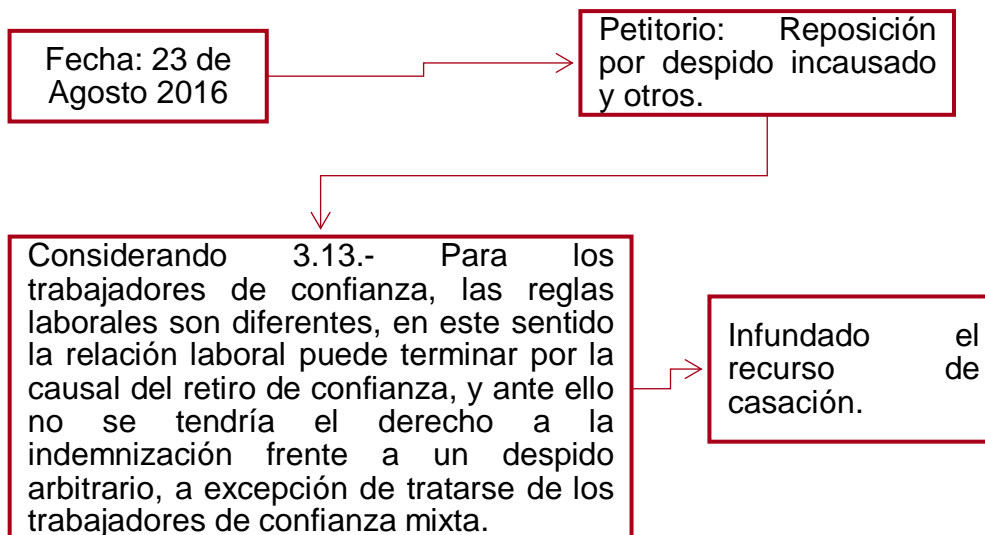 Fecha: 23 de
Agosto 2016
Petitorio: Reposición
por despido incausado
y otros.
Considerando 3.13.- Para los
trabajadores de confianza, las reglas
laborales son diferentes, en este sentido
la relación laboral puede terminar por la
causal del retiro de confianza, y ante ello
no se tendría el derecho a la
indemnización frente a un despido
arbitrario, a excepción de tratarse de los
trabajadores de confianza mixta.
Infundado el
recurso de
casación.